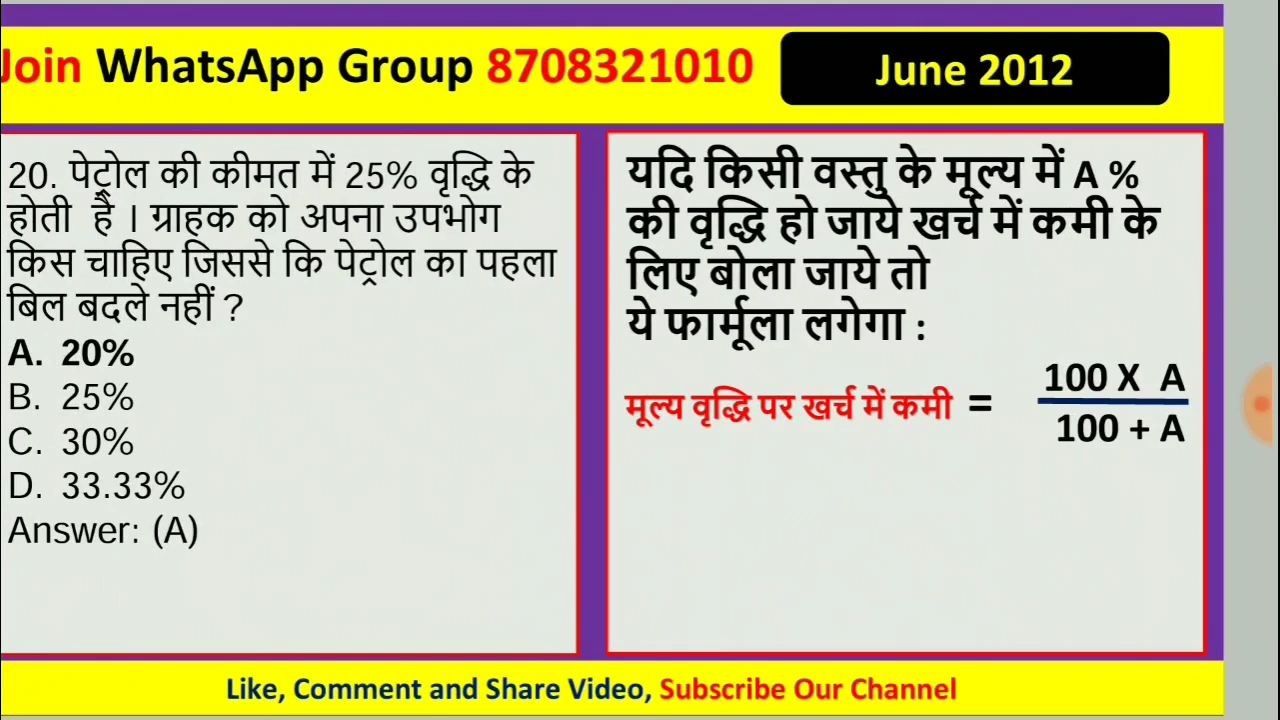 Join WhatsApp Group 8708321010
June 2012
20. पेट्रोल की कीमत में 25% वृद्धि के
होती है । ग्राहक को अपना उपभोग
किस चाहिए जिससे कि पेट्रोल का पहला
बिल बदले नहीं ?
A. 20%
B. 25%
C. 30%
D. 33.33%
Answer: (A)
यदि किसी वस्तु के मूल्य में A %
की वृद्धि हो जाये खर्च में कमी के
लिए बोला जाये तो
ये फार्मूला लगेगा :
मूल्य वृद्धि पर खर्च में कमी =
100 X A
100 + A
Like, Comment and Share Video, Subscribe Our Channel